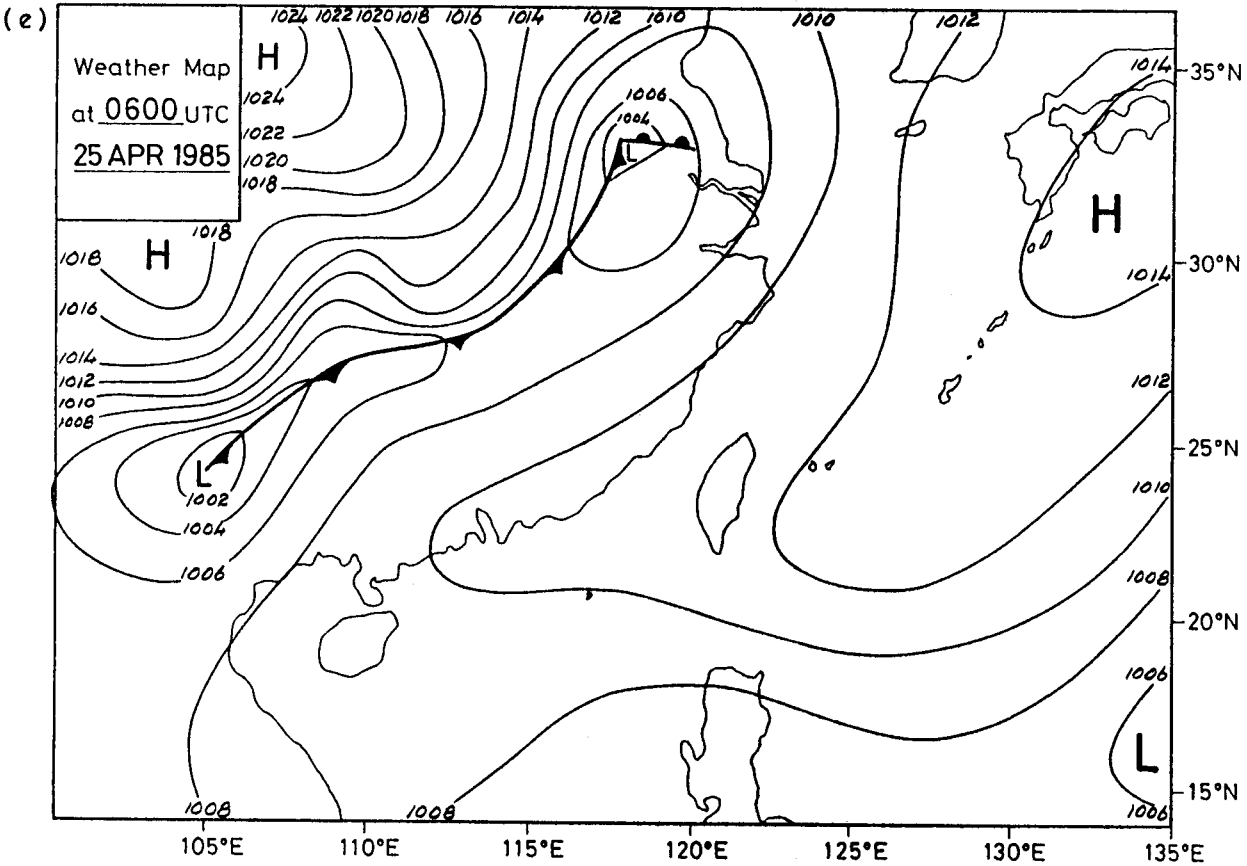 (e)
1024 1022 1020 1018 1016 1014 1012 1010 1010 1012
Weather Map
at 0600 UTC
25 APR 1985
H
1024
1022
1020
1018
1014
35°N
1006
1004
L
H
1018
H
1018
30°N
1014
1016
1014
1012
1010
1008
1012
25°N
L
1002
1004
1006
1010
1008
20°N
1006
L
15°N
1006
1008 1008
105°E 110°E 115°E 120°E 125°E 130°E 135°E